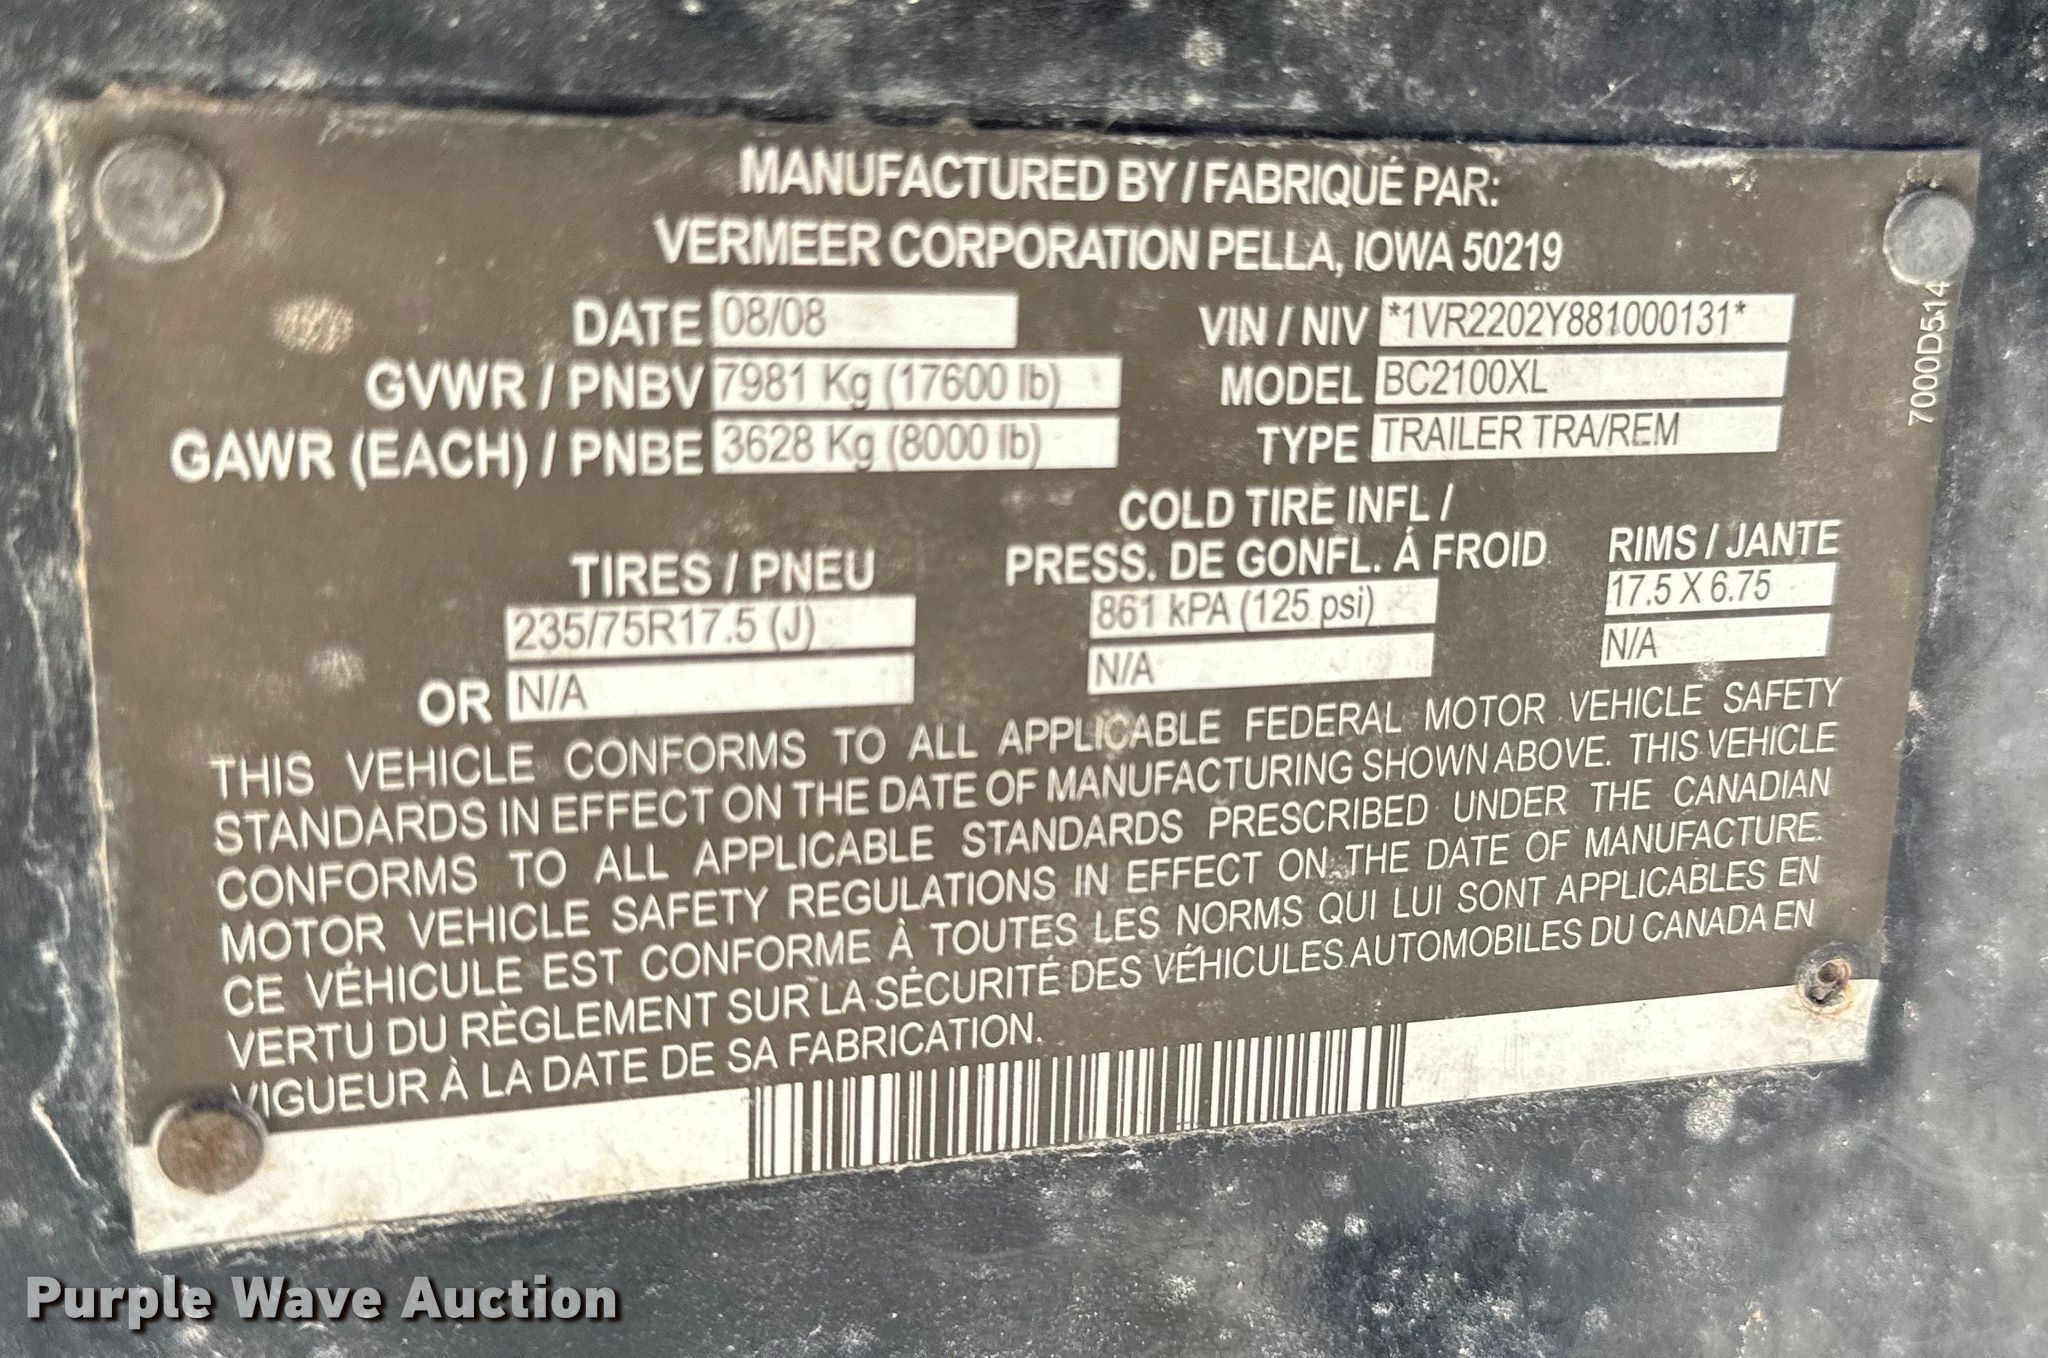 MANUFACTURED BY / FABRIQUÉ PAR:
VERMEER CORPORATION PELLA, IOWA 50219
DATE 08/08
VIN / NIV *1VR2202Y881000131*
GVWR / PNBV 7981 Kg (17600 lb)
MODEL BC2100XL
GAWR (EACH) / PNBE 3628 Kg (8000 lb)
TYPE TRAILER TRA/REM
7000D514
COLD TIRE INFL /
TIRES / PNEU PRESS. DE GONFL. Á FROID RIMS / JANTE
235/75R17.5 (J) 861 kPA (125 psi) 17.5 X 6.75
OR N/A N/A N/A
THIS VEHICLE CONFORMS TO ALL APPLICABLE FEDERAL MOTOR VEHICLE SAFETY
STANDARDS IN EFFECT ON THE DATE OF MANUFACTURING SHOWN ABOVE. THIS VEHICLE
CONFORMS TO ALL APPLICABLE STANDARDS PRESCRIBED UNDER THE CANADIAN
MOTOR VEHICLE SAFETY REGULATIONS IN EFFECT ON THE DATE OF MANUFACTURE.
CE VÉHICULE EST CONFORME À TOUTES LES NORMS QUI LUI SONT APPLICABLES EN
VERTU DU RÈGLEMENT SUR LA SÉCURITÉ DES VÉHICULES AUTOMOBILES DU CANADA EN
VIGUEUR À LA DATE DE SA FABRICATION.
Purple Wave Auction